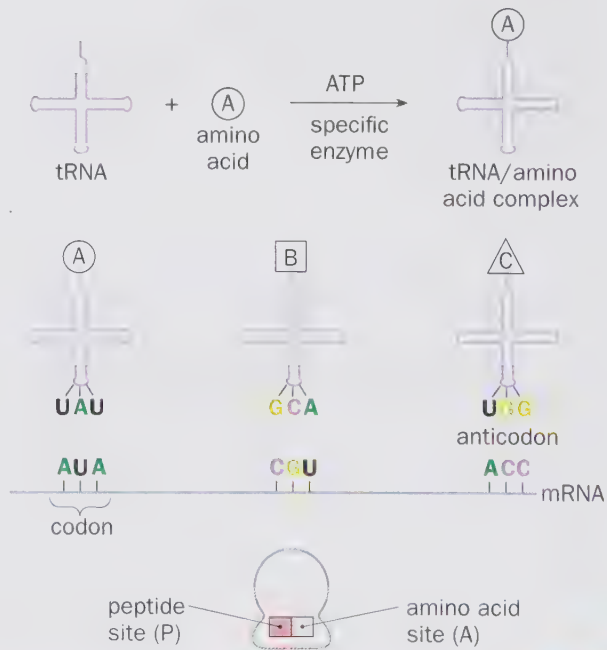 A
tRNA
+
A
amino
acid
ATP
specific
enzyme
tRNA/amino
acid complex
A
B
C
UAU
GCA
UGG
anticodon
AUA
CGU
ACC
mRNA
codon
peptide
site (P)
amino acid
site (A)